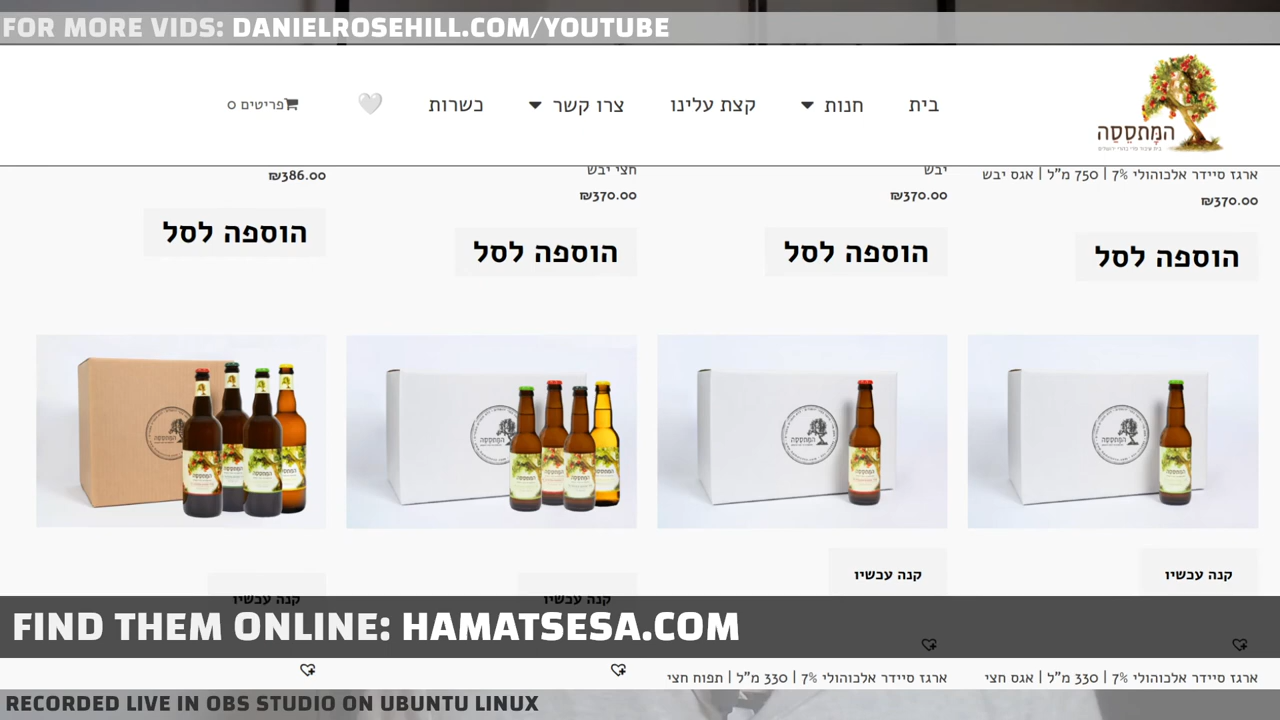 FOR MORE VIDS: DANIELROSEHILL.COM/YOUTUBE
בית
חנות
קצת עלינו
צרו קשר
כשרות
0 פריטים
המתססה
ארגז סיידר אלכוהולי 7% | 750 מ"ל | אגס יבש
₪370.00
הוספה לסל
יבש
₪370.00
הוספה לסל
חצי יבש
₪370.00
הוספה לסל
₪386.00
הוספה לסל
קנה עכשיו
קנה עכשיו
קנה עכשיו
קנה עכשיו
FIND THEM ONLINE: HAMATSESA.COM
ארגז סיידר אלכוהולי 7% | 330 מ"ל | אגס חצי
ארגז סיידר אלכוהולי 7% | 330 מ"ל | תפוח חצי
RECORDED LIVE IN OBS STUDIO ON UBUNTU LINUX